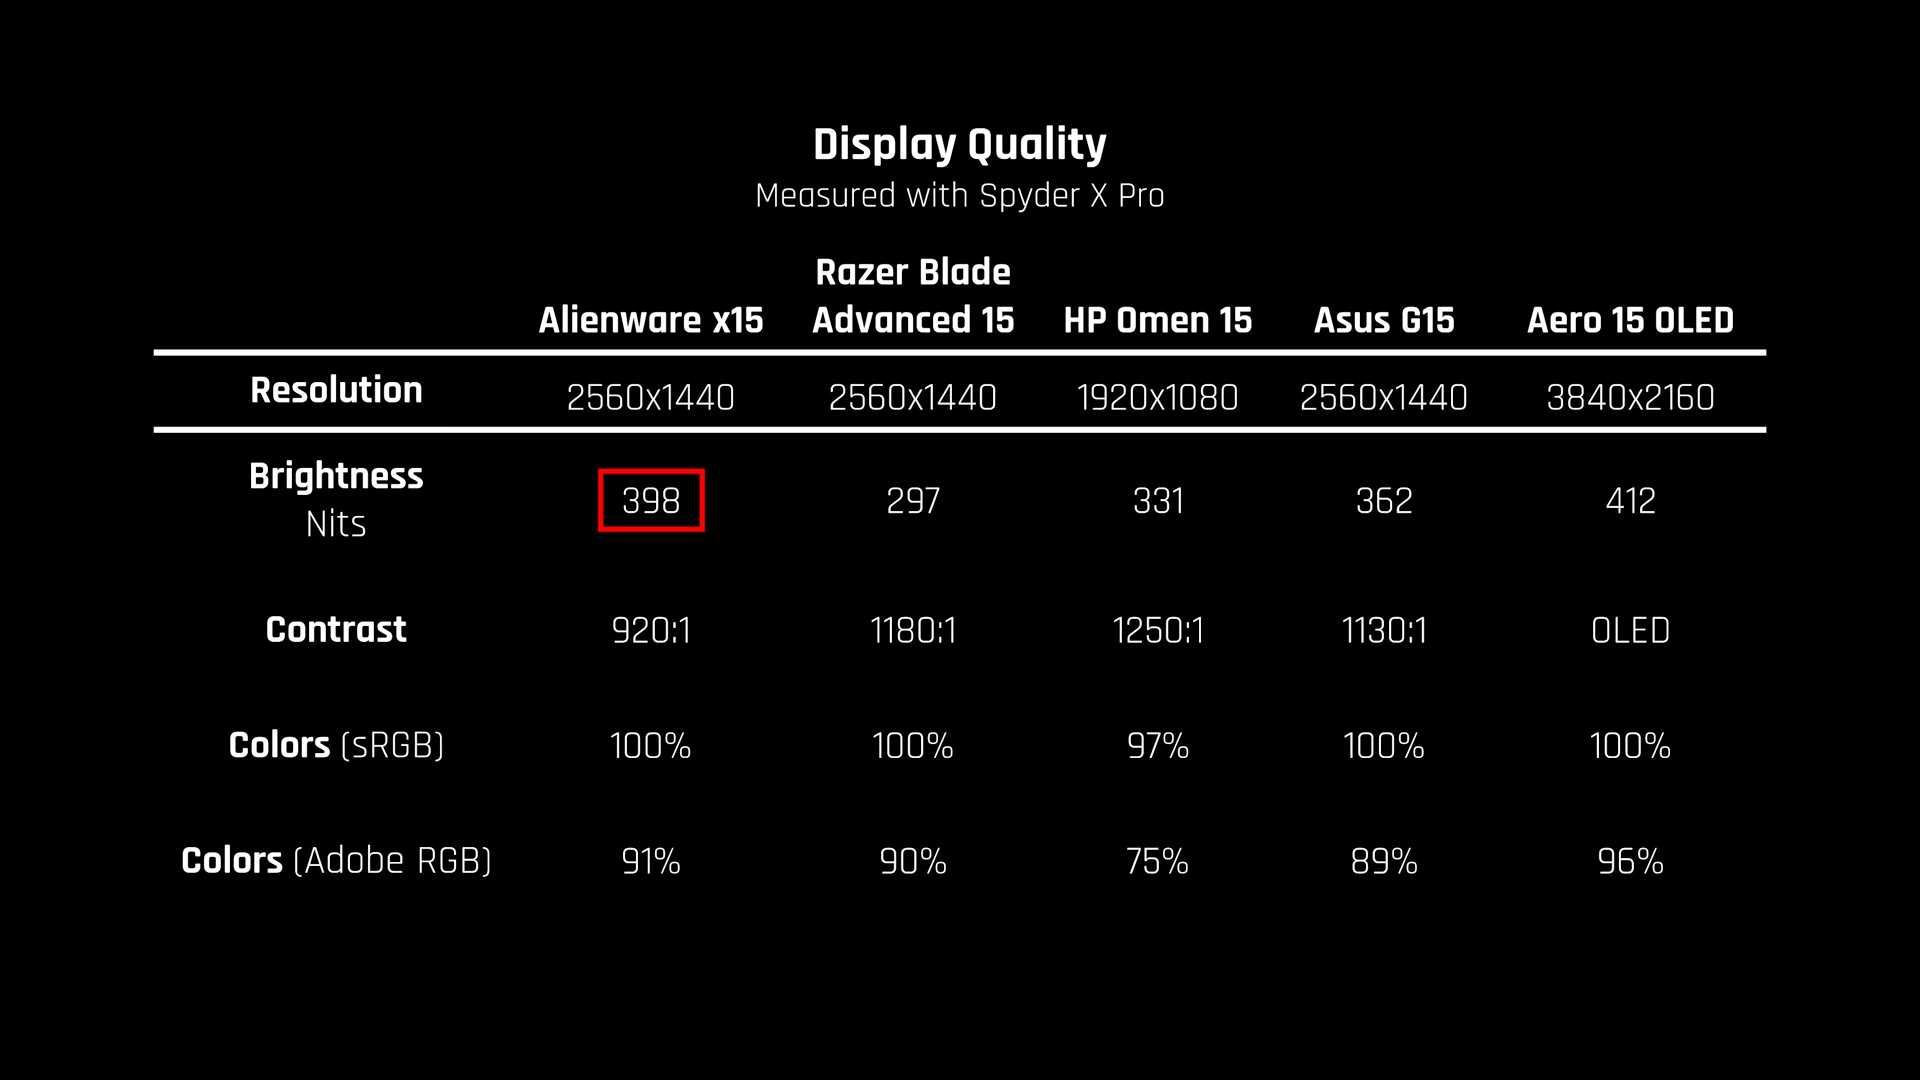 Display Quality
Measured with Spyder X Pro
Alienware x15 Razer Blade Advanced 15 HP Omen 15 Asus G15 Aero 15 OLED
Resolution 2560x1440 2560x1440 1920x1080 2560x1440 3840x2160
Brightness Nits 398 297 331 362 412
Contrast 920:1 1180:1 1250:1 1130:1 OLED
Colors (sRGB) 100% 100% 97% 100% 100%
Colors (Adobe RGB) 91% 90% 75% 89% 96%